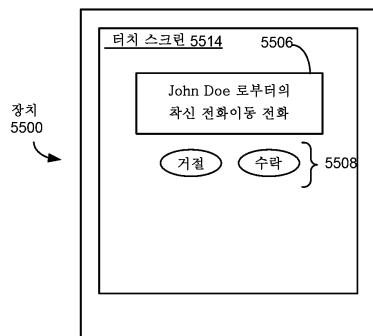 터치 스크린 5514
5506
John Doe 로부터의
착신 전화이동 전화
장치
5500
거절
수락
5508